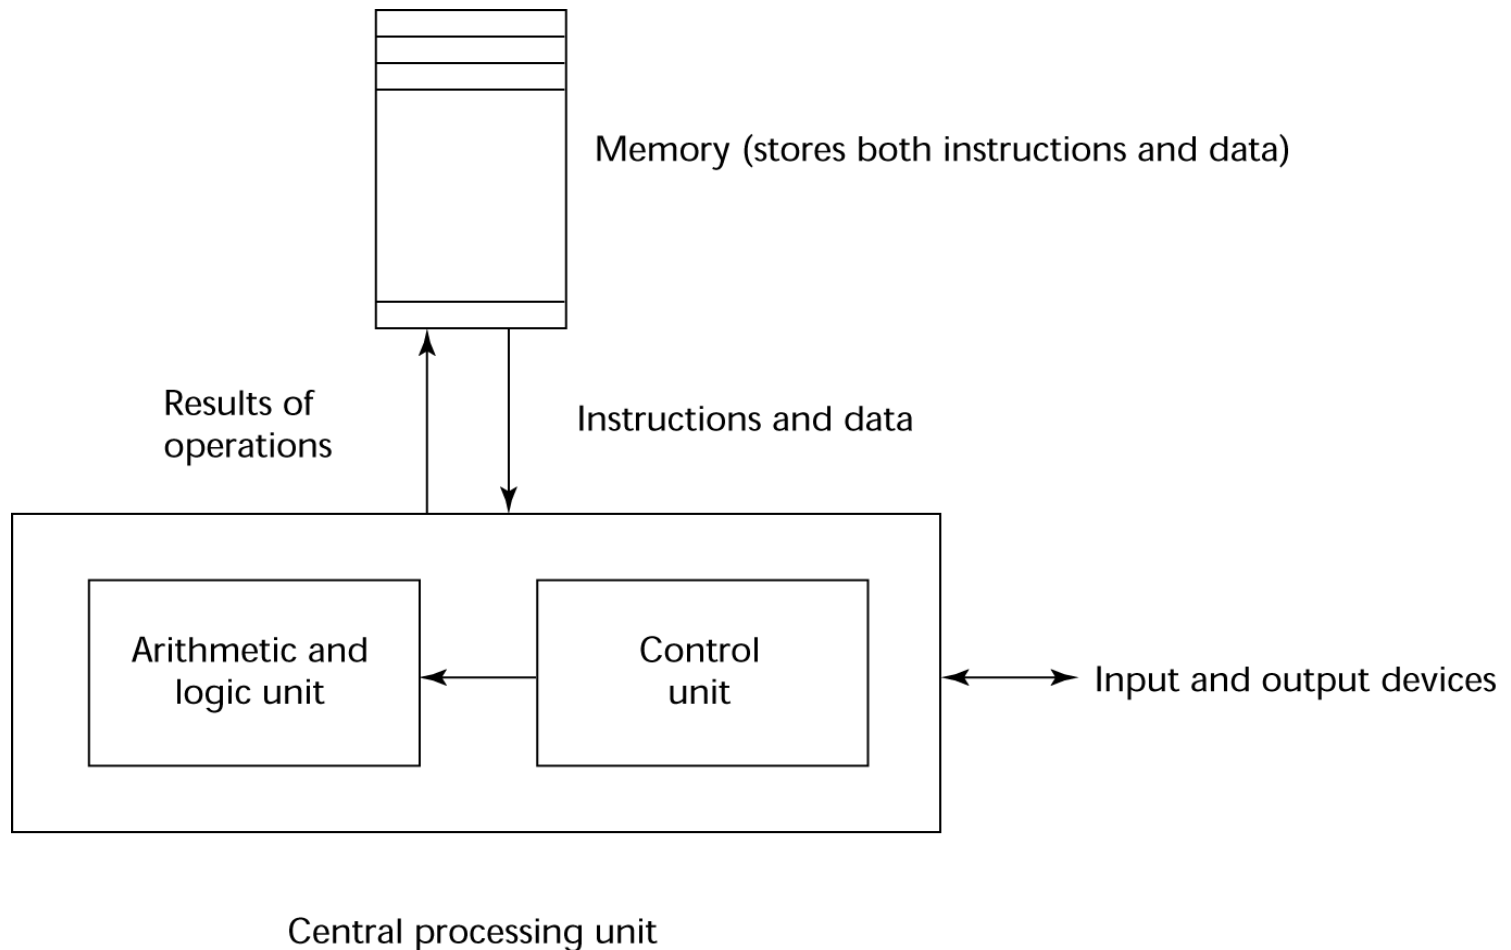 Memory (stores both instructions and data)
Results of
operations
Instructions and data
Arithmetic and
logic unit
Control
unit
Input and output devices
Central processing unit